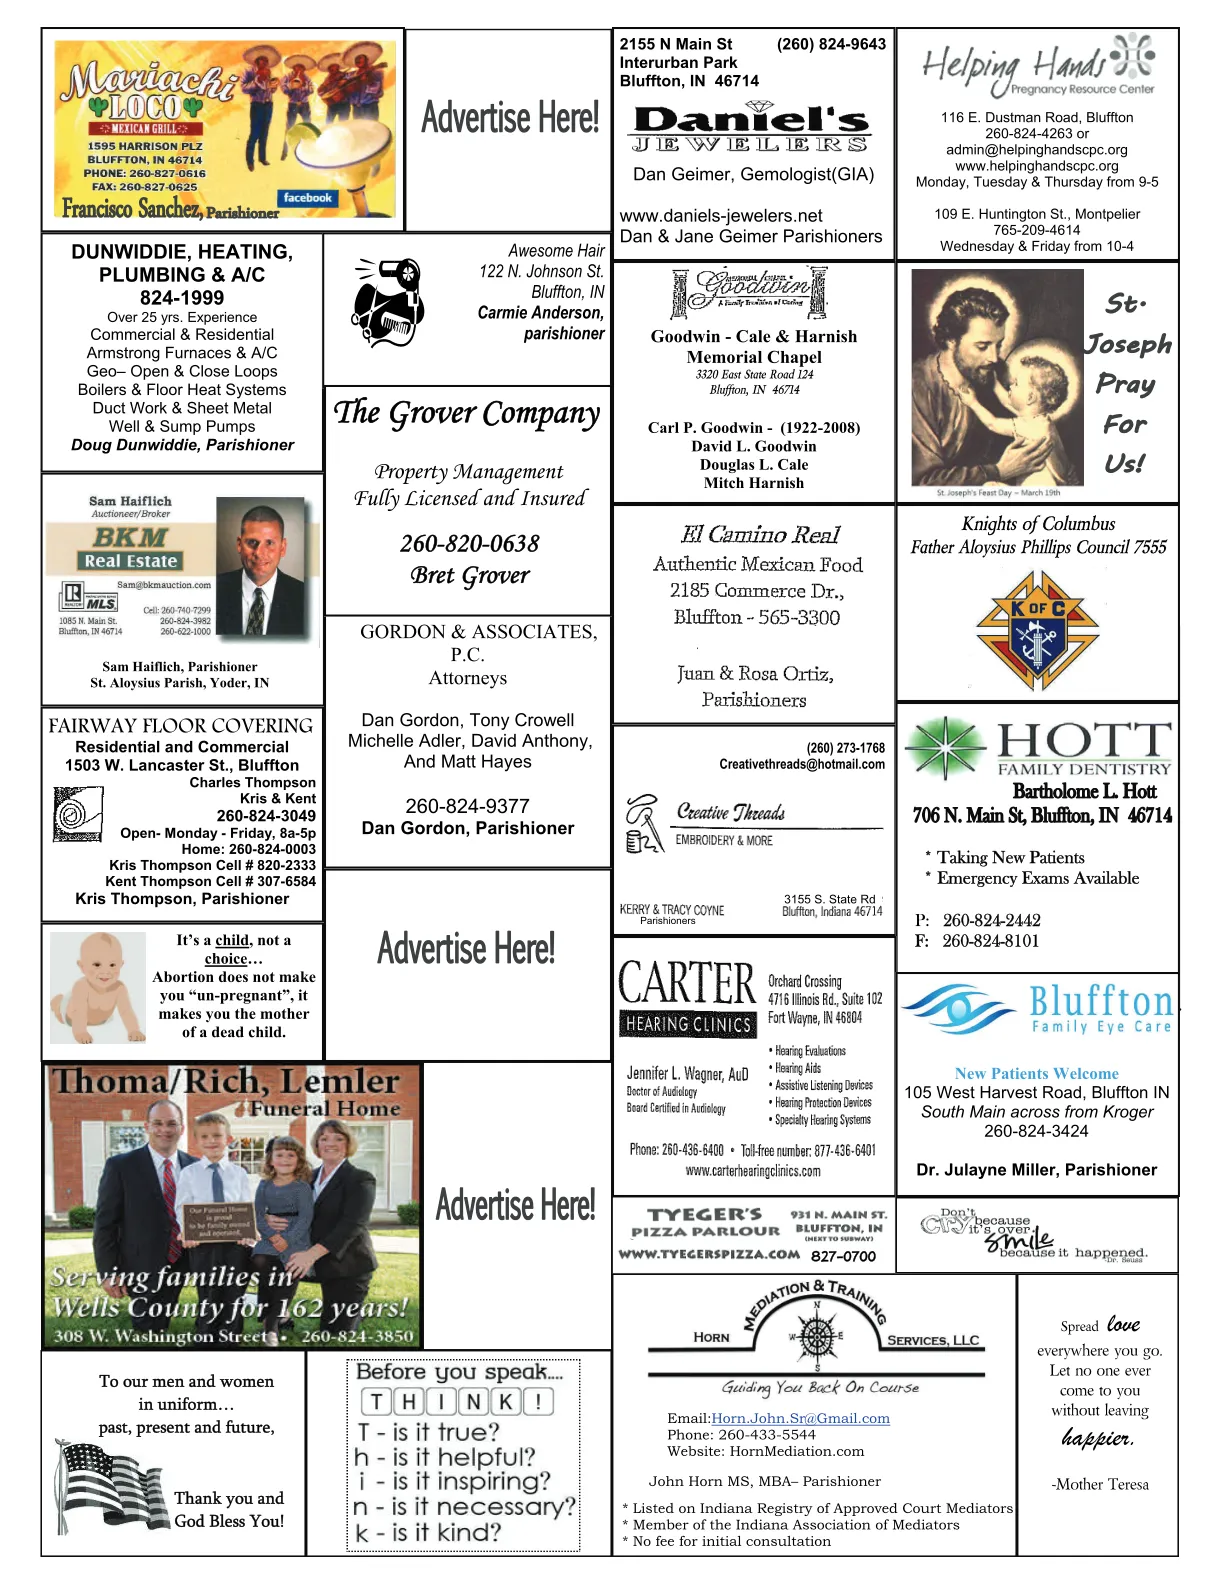 Mariachi
LOCO
MEXICAN GRILL
1595 HARRISON PLZ
BLUFFTON, IN 46714
PHONE: 260-827-0616
FAX: 260-827-0625
facebook
Francisco Sanchez, Parishioner
Advertise Here!
2155 N Main St (260) 824-9643
Interurban Park
Bluffton, IN 46714
Daniel's
JEWELERS
Dan Geimer, Gemologist(GIA)
www.daniels-jewelers.net
Dan & Jane Geimer Parishioners
Helping Hands
Pregnancy Resource Center
116 E. Dustman Road, Bluffton
260-824-4263 or
admin@helpinghandscpc.org
www.helpinghandscpc.org
Monday, Tuesday & Thursday from 9-5
109 E. Huntington St., Montpelier
765-209-4614
Wednesday & Friday from 10-4
DUNWIDDIE, HEATING,
PLUMBING & A/C
824-1999
Over 25 yrs. Experience
Commercial & Residential
Armstrong Furnaces & A/C
Geo– Open & Close Loops
Boilers & Floor Heat Systems
Duct Work & Sheet Metal
Well & Sump Pumps
Doug Dunwiddie, Parishioner
Awesome Hair
122 N. Johnson St.
Bluffton, IN
Carmie Anderson,
parishioner
The Grover Company
Property Management
Fully Licensed and Insured
260-820-0638
Bret Grover
Goodwin
A Family Tradition of Caring
Goodwin - Cale & Harnish
Memorial Chapel
3320 East State Road 124
Bluffton, IN 46714
Carl P. Goodwin - (1922-2008)
David L. Goodwin
Douglas L. Cale
Mitch Harnish
St.
Joseph
Pray
For
Us!
St. Joseph's Feast Day – March 19th
Sam Haiflich
Auctioneer/Broker
BKM
Real Estate
Sam@bkmauction.com
R
REALTOR
MLS
Cell: 260-740-7299
1085 N. Main St. 260-824-3982
Bluffton, IN 46714 260-622-1000
Sam Haiflich, Parishioner
St. Aloysius Parish, Yoder, IN
GORDON & ASSOCIATES,
P.C.
Attorneys
Dan Gordon, Tony Crowell
Michelle Adler, David Anthony,
And Matt Hayes
260-824-9377
Dan Gordon, Parishioner
El Camino Real
Authentic Mexican Food
2185 Commerce Dr.,
Bluffton - 565-3300
Juan & Rosa Ortiz,
Parishioners
Knights of Columbus
Father Aloysius Phillips Council 7555
K OF C
FAIRWAY FLOOR COVERING
Residential and Commercial
1503 W. Lancaster St., Bluffton
Charles Thompson
Kris & Kent
260-824-3049
Open- Monday - Friday, 8a-5p
Home: 260-824-0003
Kris Thompson Cell # 820-2333
Kent Thompson Cell # 307-6584
Kris Thompson, Parishioner
(260) 273-1768
Creativethreads@hotmail.com
Creative Threads
EMBROIDERY & MORE
3155 S. State Rd
KERRY & TRACY COYNE Bluffton, Indiana 46714
Parishioners
HOTT
FAMILY DENTISTRY
Bartholome L. Hott
706 N. Main St, Bluffton, IN 46714
* Taking New Patients
* Emergency Exams Available
P: 260-824-2442
F: 260-824-8101
It's a child, not a
choice…
Abortion does not make
you “un-pregnant”, it
makes you the mother
of a dead child.
Advertise Here!
CARTER
HEARING CLINICS
Orchard Crossing
4716 Illinois Rd., Suite 102
Fort Wayne, IN 46804
Jennifer L. Wagner, AuD
Doctor of Audiology
Board Certified in Audiology
• Hearing Evaluations
• Hearing Aids
• Assistive Listening Devices
• Hearing Protection Devices
• Specialty Hearing Systems
Phone: 260-436-6400 • Toll-free number: 877-436-6401
www.carterhearingclinics.com
Bluffton
Family Eye Care
New Patients Welcome
105 West Harvest Road, Bluffton IN
South Main across from Kroger
260-824-3424
Dr. Julayne Miller, Parishioner
Thoma/Rich, Lemler
Funeral Home
Our Funeral Home
is proud
to be family owned
and operated.
Serving families in
Wells County for 162 years!
308 W. Washington Street • 260-824-3850
Advertise Here!
TYEGER'S
PIZZA PARLOUR
931 N. MAIN ST.
BLUFFTON, IN
(NEXT TO SUBWAY)
WWW.TYEGERSPIZZA.COM 827-0700
Don't
cry because
it's over.
smile
because it happened.
-Dr. Seuss
MEDIATION & TRAINING
HORN
SERVICES, LLC
N
W E
S
Guiding You Back On Course
Email:Horn.John.Sr@Gmail.com
Phone: 260-433-5544
Website: HornMediation.com
John Horn MS, MBA– Parishioner
* Listed on Indiana Registry of Approved Court Mediators
* Member of the Indiana Association of Mediators
* No fee for initial consultation
Spread love
everywhere you go.
Let no one ever
come to you
without leaving
happier.
-Mother Teresa
To our men and women
in uniform…
past, present and future,
Thank you and
God Bless You!
Before you speak....
T H I N K !
T - is it true?
h - is it helpful?
i - is it inspiring?
n - is it necessary?
k - is it kind?